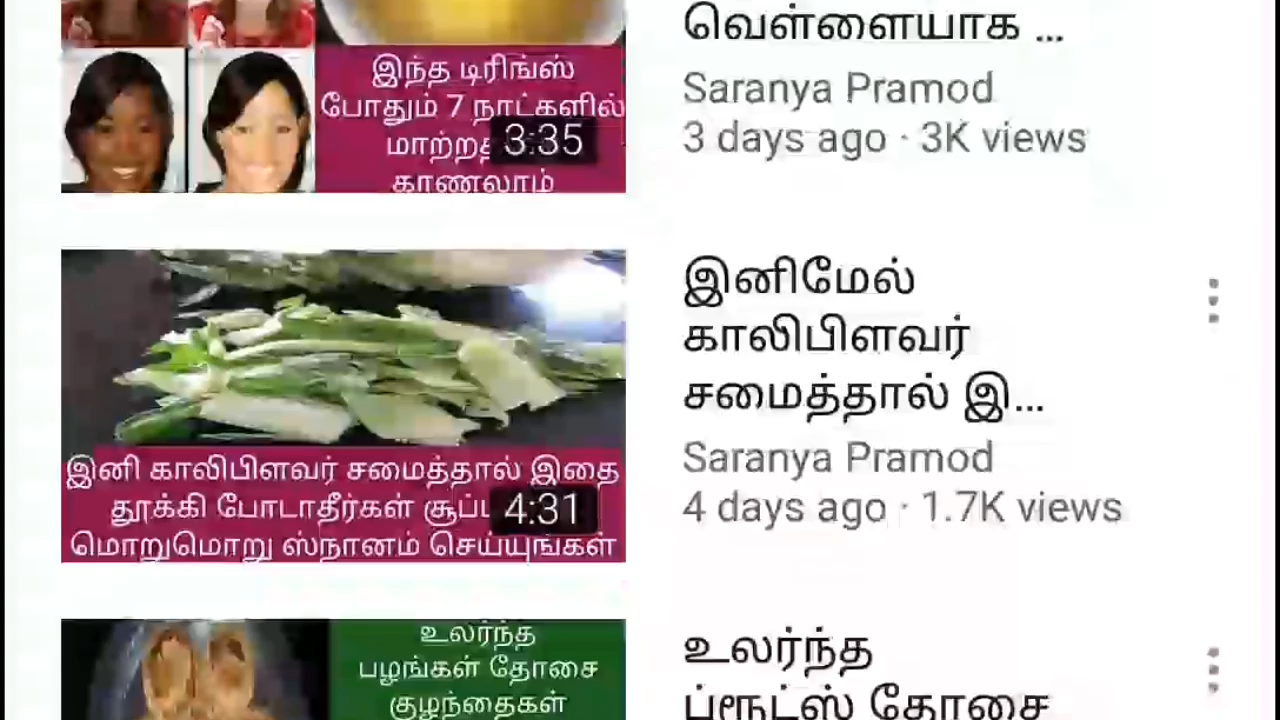 வெள்ளையாக ...
Saranya Pramod
3 days ago · 3K views
இந்த டிரிங்ஸ்
போதும் 7 நாட்களில்
3:35
காணலாம்
இனிமேல்
காலிபிளவர்
சமைத்தால் இ...
Saranya Pramod
4 days ago · 1.7K views
இனி காலிபிளவர் சமைத்தால் இதை
தூக்கி போடாதீர்கள்
4:31
மொறுமொறு ஸ்நானம் செய்யுங்கள்
உலர்ந்த
பழங்கள் தோசை
குழந்தைகள்
உலர்ந்த
ப்ரூட்ஸ் தோசை